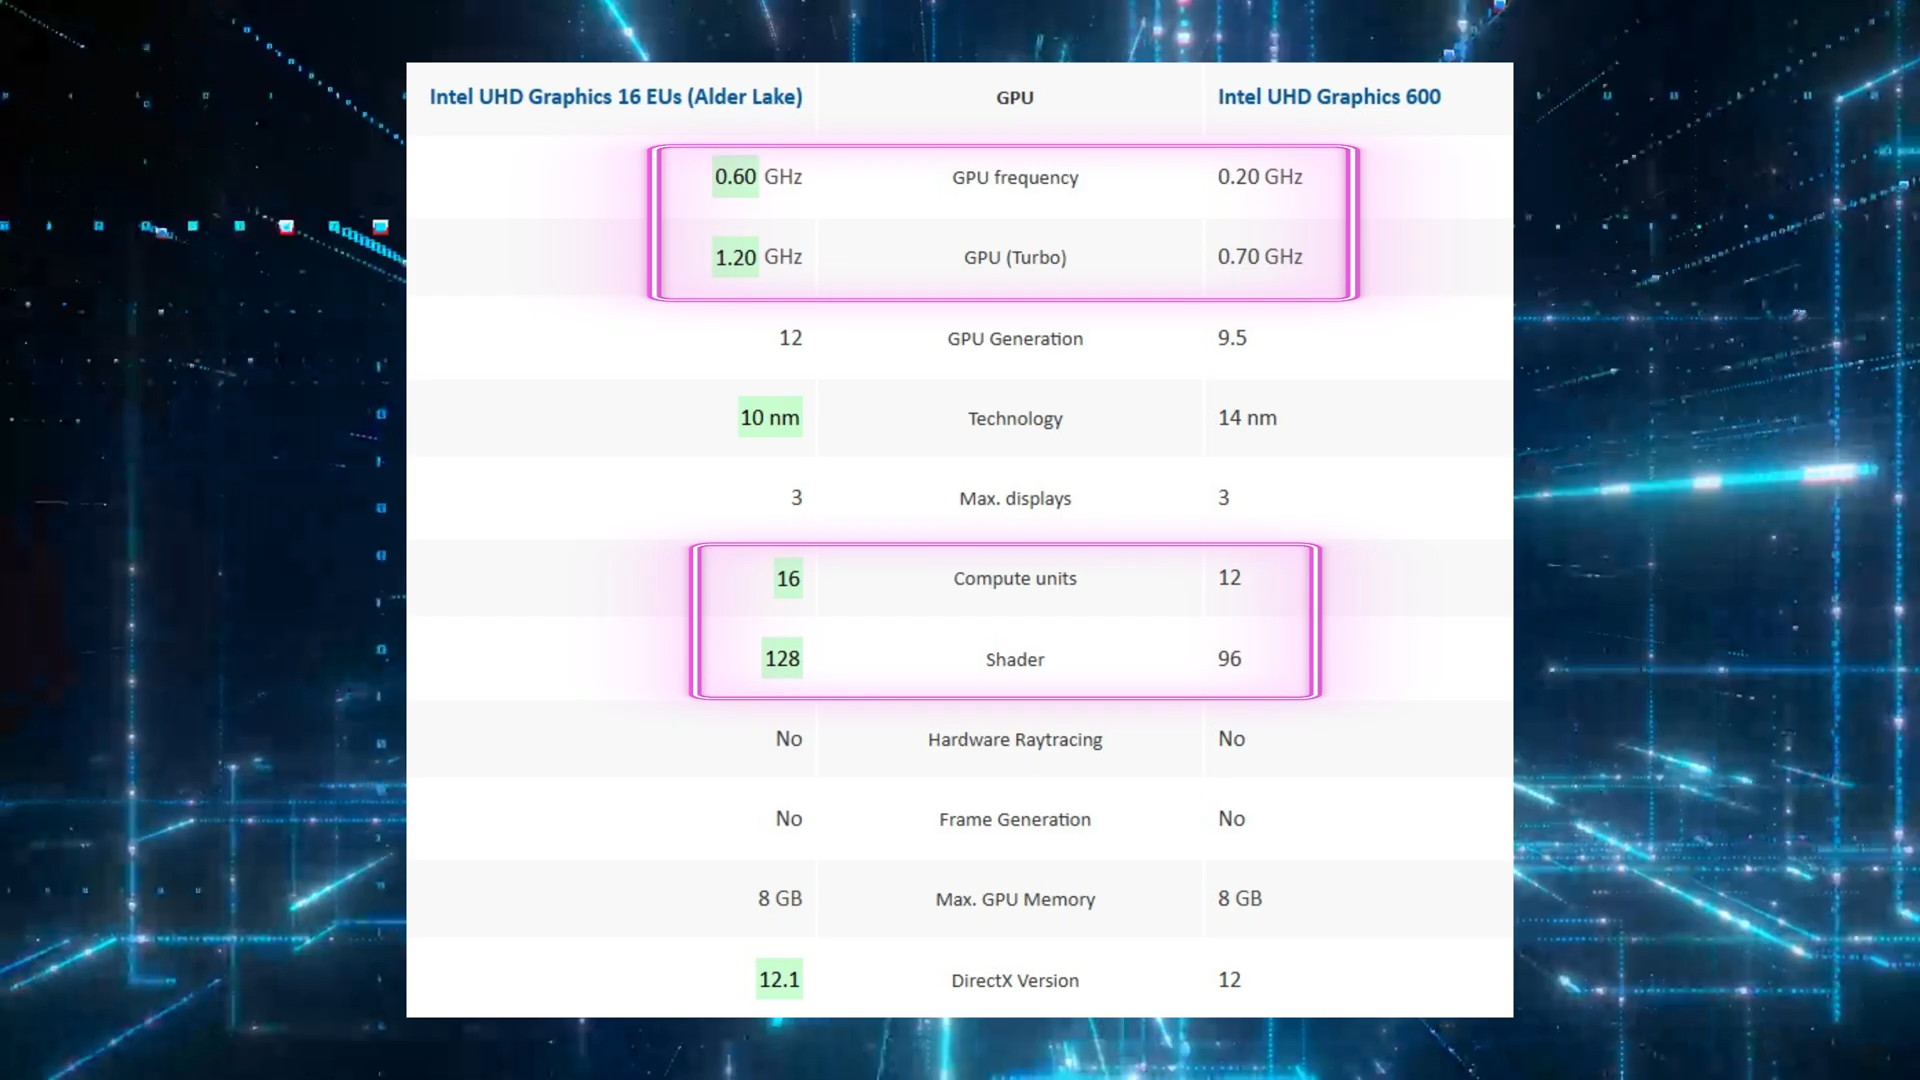 Intel UHD Graphics 16 EUs (Alder Lake) GPU Intel UHD Graphics 600
0.60 GHz GPU frequency 0.20 GHz
1.20 GHz GPU (Turbo) 0.70 GHz
12 GPU Generation 9.5
10 nm Technology 14 nm
3 Max. displays 3
16 Compute units 12
128 Shader 96
No Hardware Raytracing No
No Frame Generation No
8 GB Max. GPU Memory 8 GB
12.1 DirectX Version 12